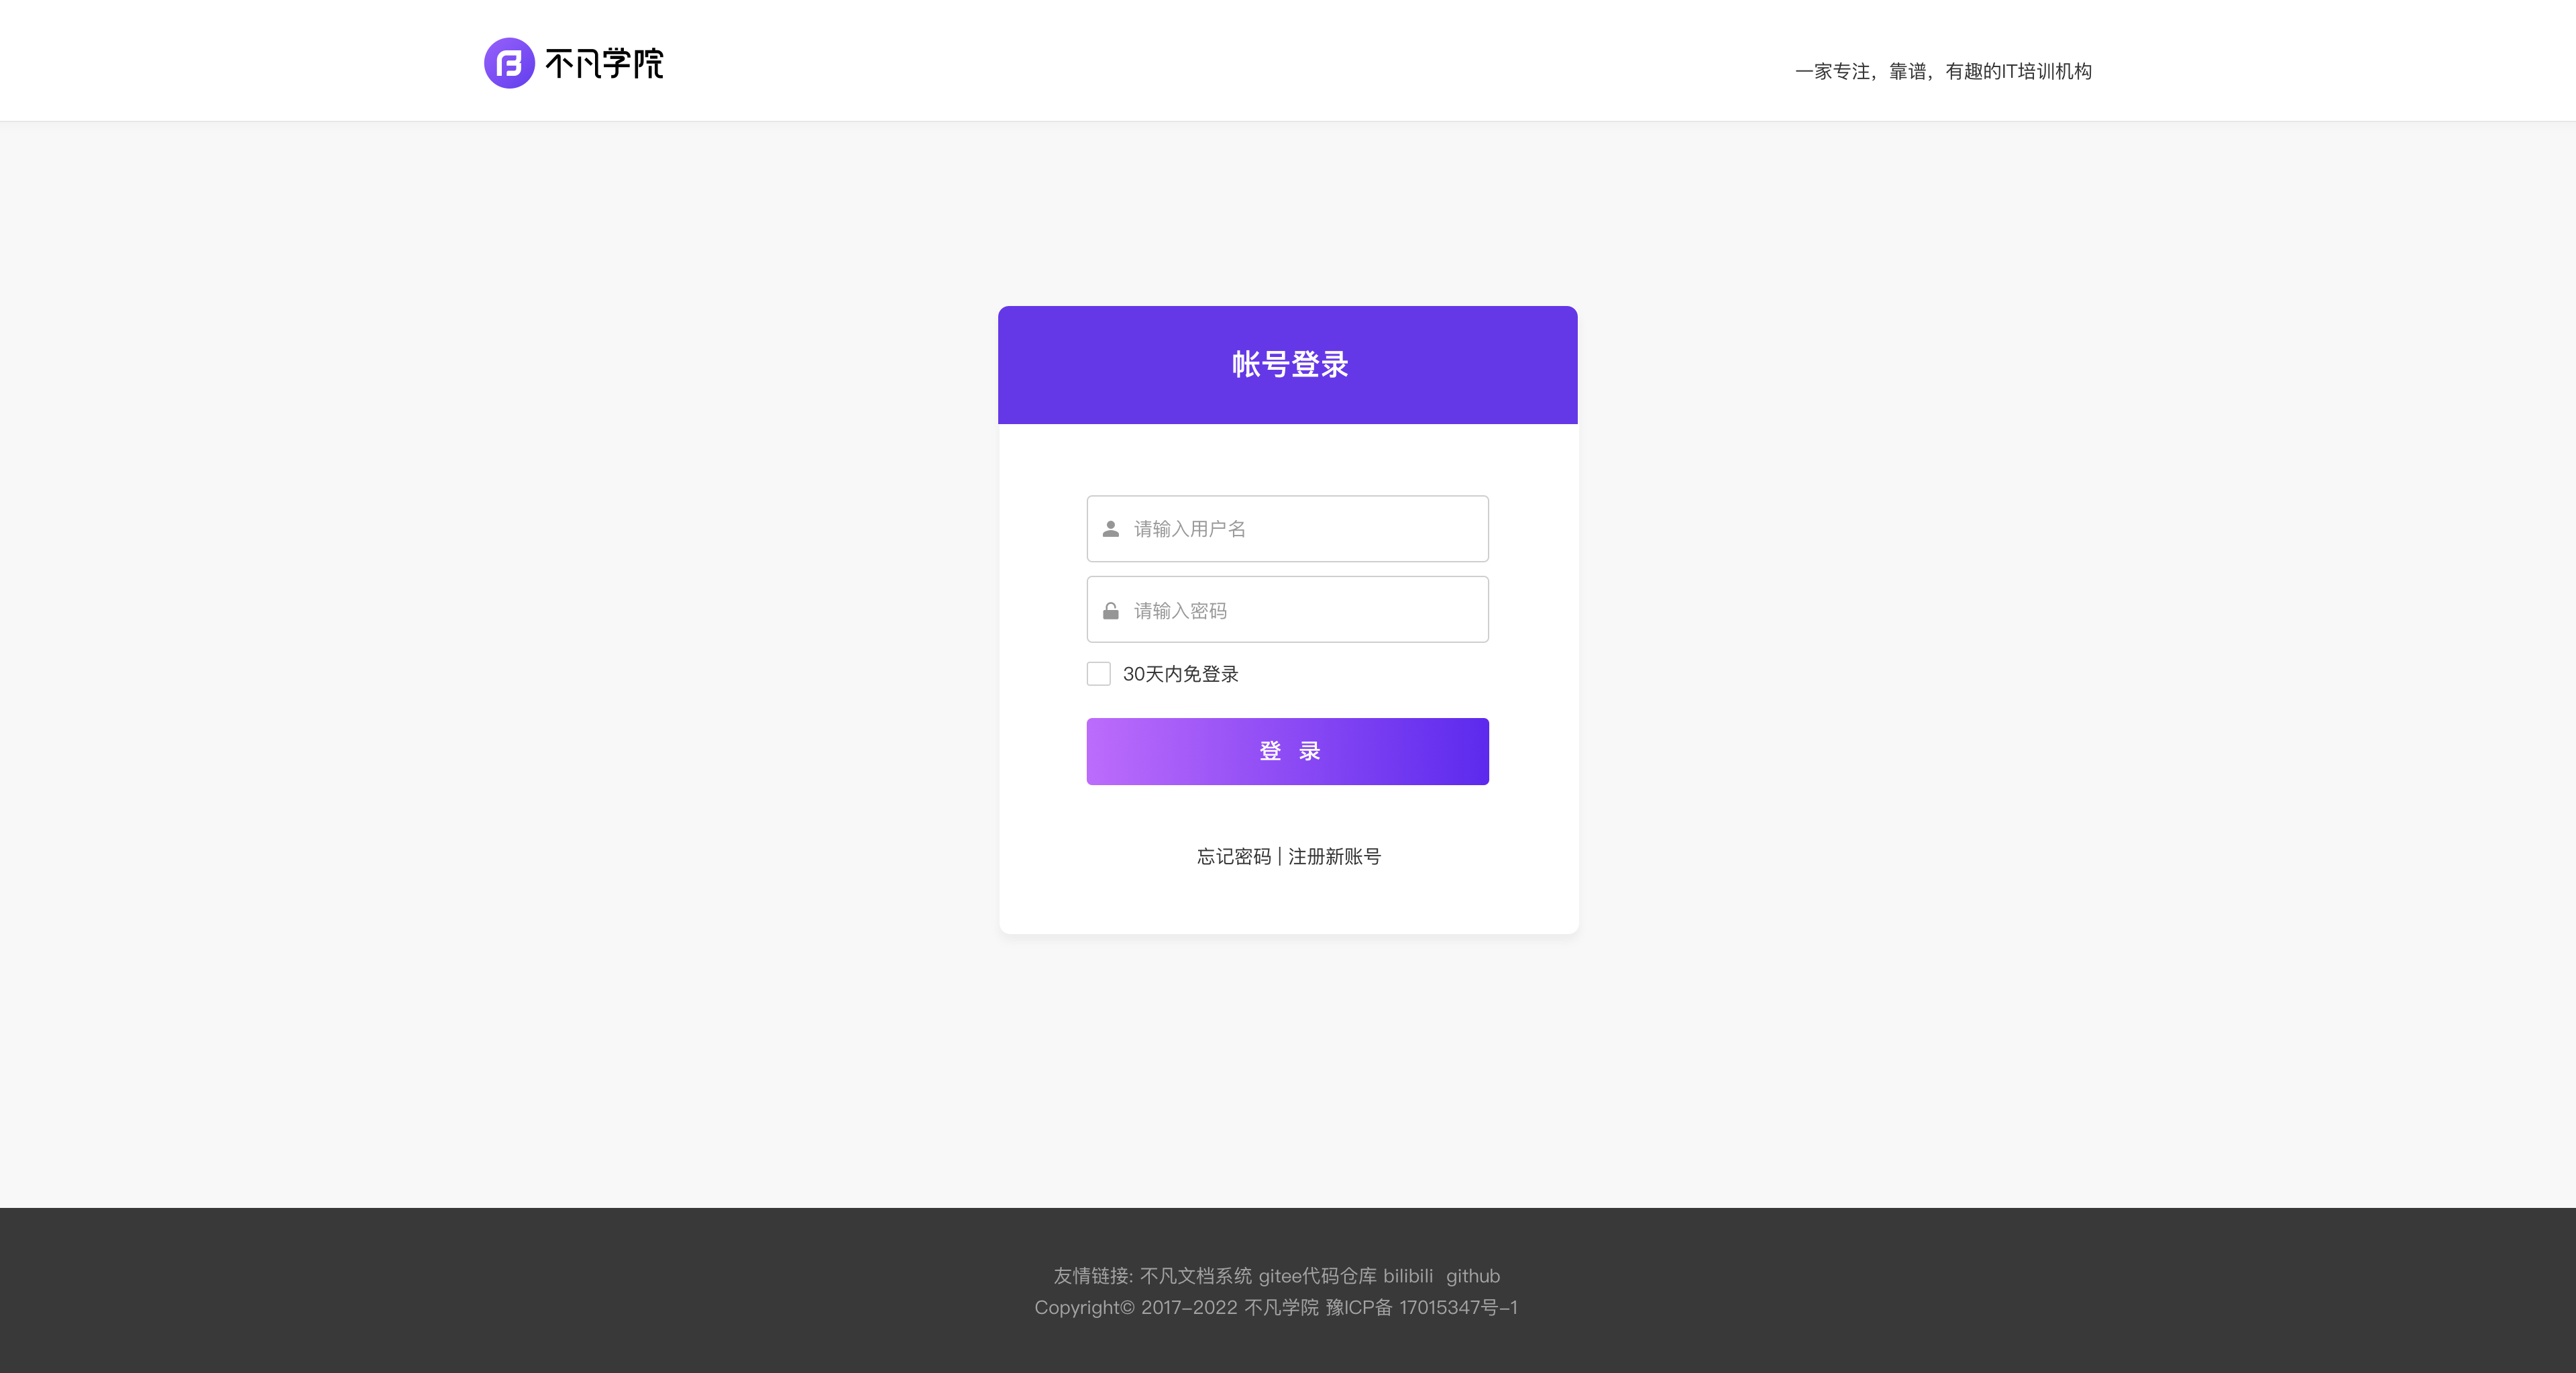 不凡学院
一家专注，靠谱，有趣的IT培训机构
帐号登录
请输入用户名
请输入密码
30天内免登录
登 录
忘记密码 | 注册新账号
友情链接: 不凡文档系统 gitee代码仓库 bilibili github
Copyright© 2017-2022 不凡学院 豫ICP备 17015347号-1